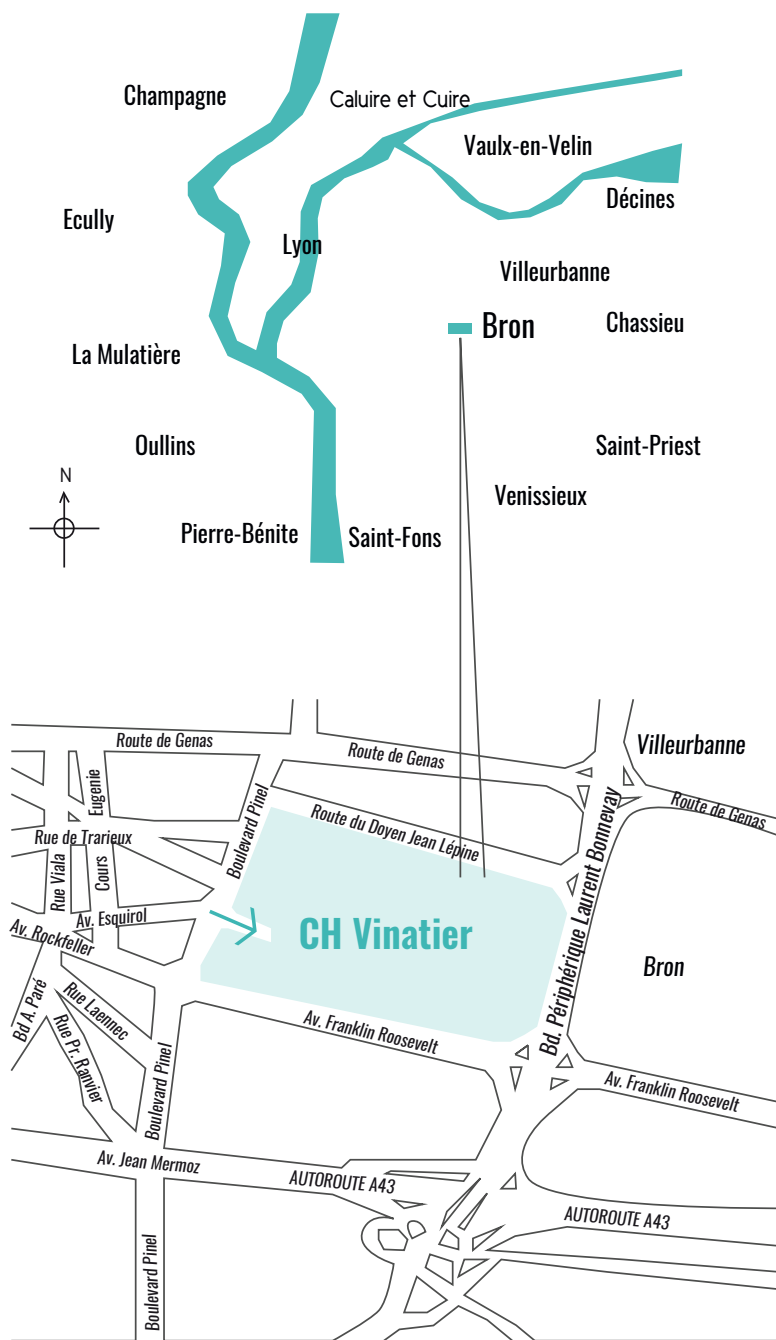 Champagne
Caluire et Cuire
Vaulx-en-Velin
Décines
Ecully
Lyon
Villeurbanne
Bron
Chassieu
La Mulatière
Oullins
Saint-Priest
N
Venissieux
Pierre-Bénite
Saint-Fons
Route de Genas
Route de Genas
Villeurbanne
Route de Genas
Eugenie
Boulevard Pinel
Route du Doyen Jean Lépine
Rue de Trarieux
Rue Viala
Cours
Bd. Périphérique Laurent Bonnevay
Av. Esquirol
Av. Rockfeller
CH Vinatier
Bron
Bd A. Paré
Rue Laennec
Rue Pr. Ranvier
Av. Franklin Roosevelt
Boulevard Pinel
Av. Franklin Roosevelt
Av. Jean Mermoz
AUTOROUTE A43
AUTOROUTE A43
Boulevard Pinel